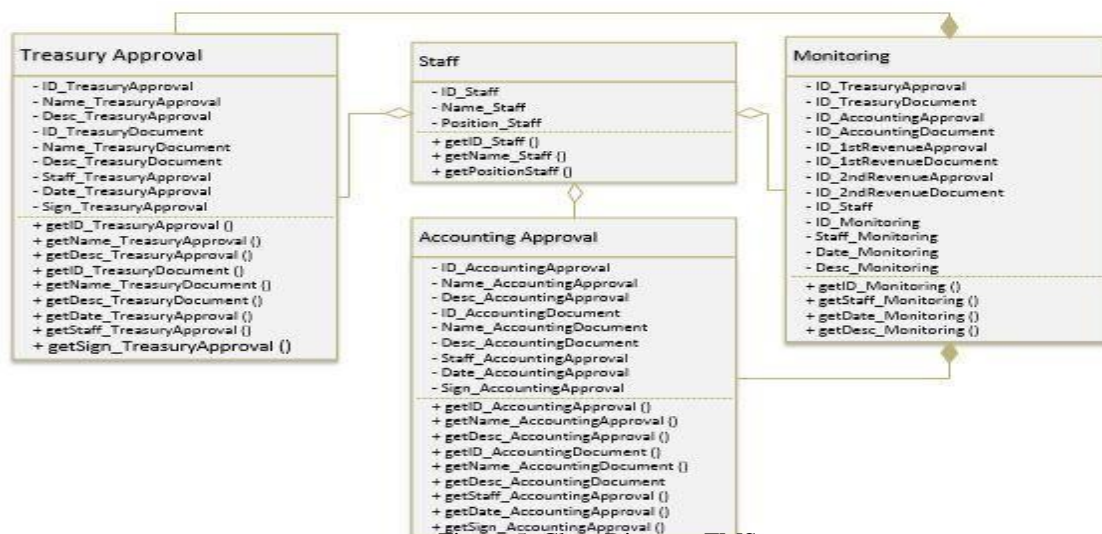 Treasury Approval
- ID_TreasuryApproval
- Name_TreasuryApproval
- Desc_TreasuryApproval
- ID_TreasuryDocument
- Name_TreasuryDocument
- Desc_TreasuryDocument
- Staff_TreasuryApproval
- Date_TreasuryApproval
- Sign_TreasuryApproval
+ getID_TreasuryApproval ()
+ getName_TreasuryApproval ()
+ getDesc_TreasuryApproval ()
+ getID_TreasuryDocument ()
+ getName_TreasuryDocument ()
+ getDesc_TreasuryDocument ()
+ getDate_TreasuryApproval ()
+ getStaff_TreasuryApproval ()
+ getSign_TreasuryApproval ()
Staff
- ID_Staff
- Name_Staff
- Position_Staff
+ getID_Staff ()
+ getName_Staff ()
+ getPositionStaff ()
Accounting Approval
- ID_AccountingApproval
- Name_AccountingApproval
- Desc_AccountingApproval
- ID_AccountingDocument
- Name_AccountingDocument
- Desc_AccountingDocument
- Staff_AccountingApproval
- Date_AccountingApproval
- Sign_AccountingApproval
+ getID_AccountingApproval ()
+ getName_AccountingApproval ()
+ getDesc_AccountingApproval ()
+ getID_AccountingDocument ()
+ getName_AccountingDocument ()
+ getDesc_AccountingDocument
+ getStaff_AccountingApproval ()
+ getDate_AccountingApproval ()
+ getSign_AccountingApproval ()
Monitoring
- ID_TreasuryApproval
- ID_TreasuryDocument
- ID_AccountingApproval
- ID_AccountingDocument
- ID_1stRevenueApproval
- ID_1stRevenueDocument
- ID_2ndRevenueApproval
- ID_2ndRevenueDocument
- ID_Staff
- ID_Monitoring
- Staff_Monitoring
- Date_Monitoring
- Desc_Monitoring
+ getID_Monitoring ()
+ getStaff_Monitoring ()
+ getDate_Monitoring ()
+ getDesc_Monitoring ()